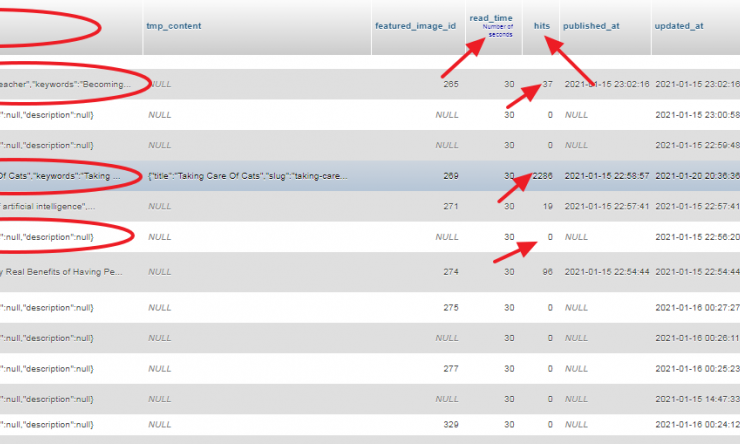 tmp_content featured_image_id read_time hits published_at updated_at
Number of
seconds
eacher","keywords":"Becoming... NULL 265 30 37 2021-01-15 23:02:16 2021-01-15 23:02:16
":null,"description":null} NULL NULL 30 0 NULL 2021-01-15 23:00:58
":null,"description":null} NULL NULL 30 0 NULL 2021-01-15 22:59:48
Of Cats","keywords":"Taking ... {"title":"Taking Care Of Cats","slug":"taking-care... 269 30 2286 2021-01-15 22:58:57 2021-01-20 20:36:36
f artificial intelligence",... NULL 271 30 19 2021-01-15 22:57:41 2021-01-15 22:57:41
":null,"description":null} NULL NULL 30 0 NULL 2021-01-15 22:56:20
y Real Benefits of Having Pe... NULL 274 30 96 2021-01-15 22:54:44 2021-01-15 22:54:44
":null,"description":null} NULL 275 30 0 NULL 2021-01-16 00:27:27
":null,"description":null} NULL NULL 30 0 NULL 2021-01-16 00:26:11
":null,"description":null} NULL 277 30 0 NULL 2021-01-16 00:25:23
":null,"description":null} NULL NULL 30 0 NULL 2021-01-15 14:47:33
":null,"description":null} NULL 329 30 0 NULL 2021-01-16 00:24:12